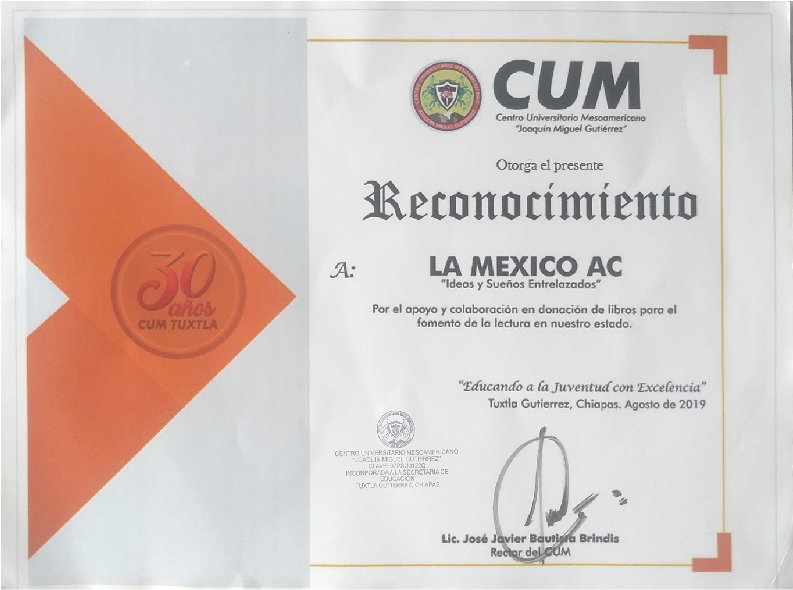 CUM
Centro Universitario Mesoamericano
"Joaquín Miguel Gutiérrez"
Otorga el presente
Reconocimiento
A:
LA MEXICO AC
"Ideas y Sueños Entrelazados"
Por el apoyo y colaboración en donación de libros para el
fomento de la lectura en nuestro estado.
30
años
CUM TUXTLA
"Educando a la Juventud con Excelencia"
Tuxtla Gutierrez, Chiapas. Agosto de 2019
CENTRO UNIVERSITARIO MESOAMERICANO
"JOAQUIN MIGUEL GUTIERREZ"
INCORPORADA A LA SECRETARIA DE
EDUCACIÓN
TUXTLA GUTIERREZ, CHIAPAS
Lic. José Javier Bautista Brindis
Rector del CUM